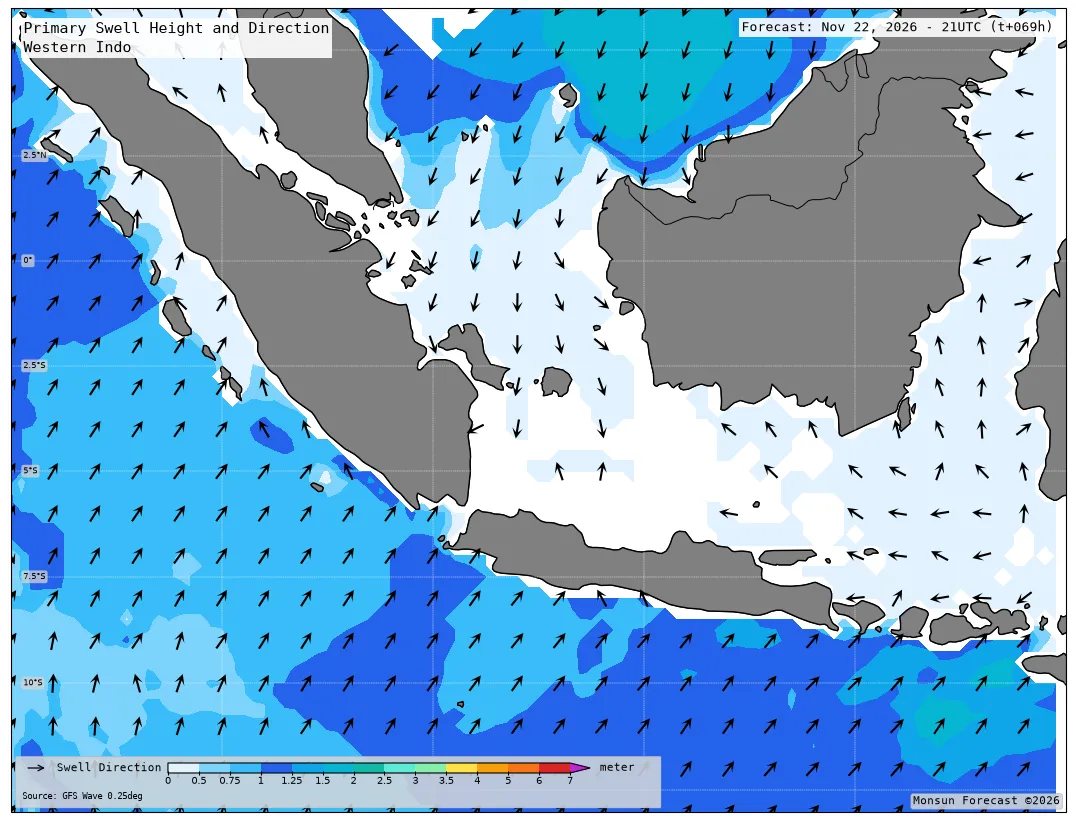 Primary Swell Height and Direction
Western Indo
Forecast: Nov 22, 2026 - 21UTC (t+069h)
2.5°N
0°
2.5°S
5°S
7.5°S
10°S
Swell Direction
0 0.5 0.75 1 1.25 1.5 2 2.5 3 3.5 4 5 6 7
meter
Source: GFS Wave 0.25deg
Monsun Forecast ©2026